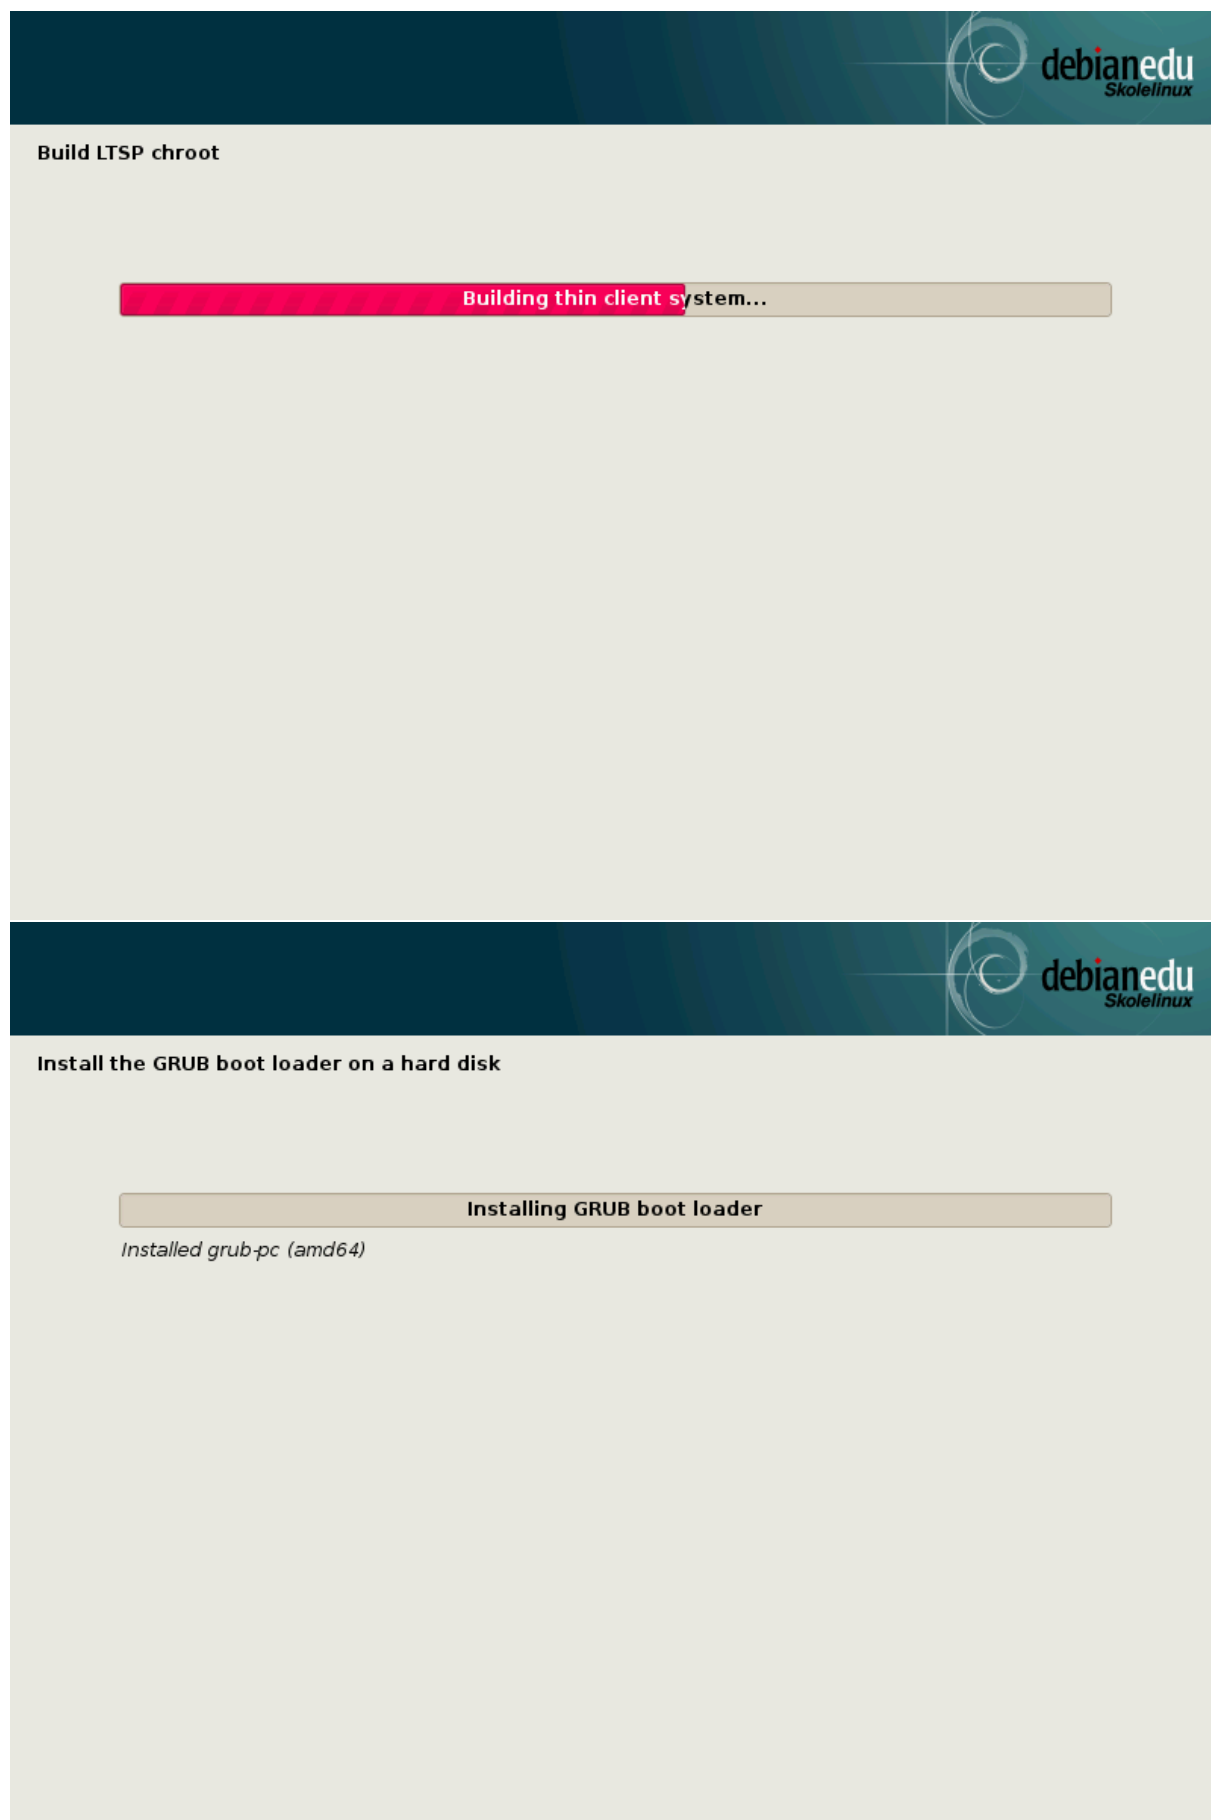 debianedu
Skolelinux
Build LTSP chroot
Building thin client system...
debianedu
Skolelinux
Install the GRUB boot loader on a hard disk
Installing GRUB boot loader
Installed grub-pc (amd64)